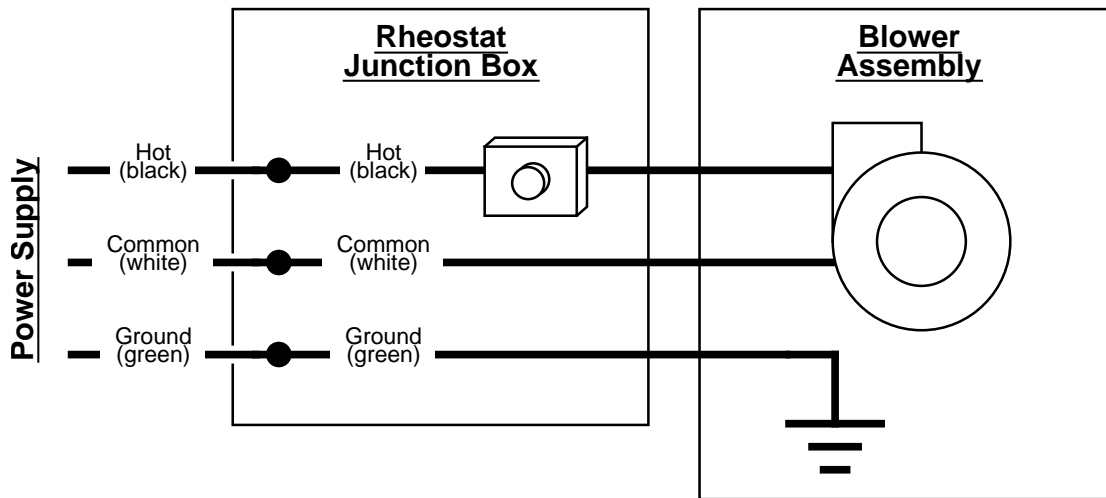 Rheostat
Junction Box
Blower
Assembly
Power Supply
Hot
(black)
Hot
(black)
Common
(white)
Common
(white)
Ground
(green)
Ground
(green)